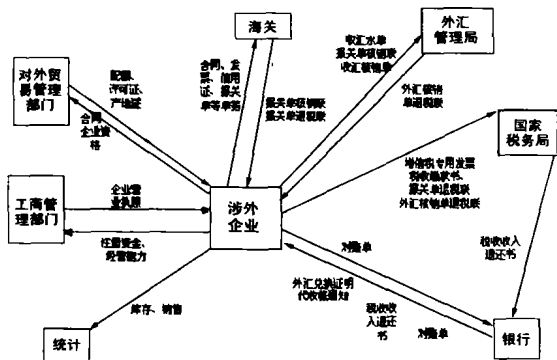 海关
外汇
管理局
对外贸
易管理
部门
国家
税务局
工商管
理部门
涉外
企业
统计
银行
配额、
许可证、
产地证
合同、
企业资
格
合同、发
票、信用
证、报关
单等单据
报关单核销联
报关单退税联
收汇水单
报关单核销联
收汇核销单
外汇核销
单退税联
增值税专用发票
税收缴款书、
报关单退税联
外汇核销单退税联
企业营
业执照
注册资金、
经营能力
库存、销售
对账单
外汇兑换证明
代收核通知
税收收
入退还
书
对账单
税收收入
退还书